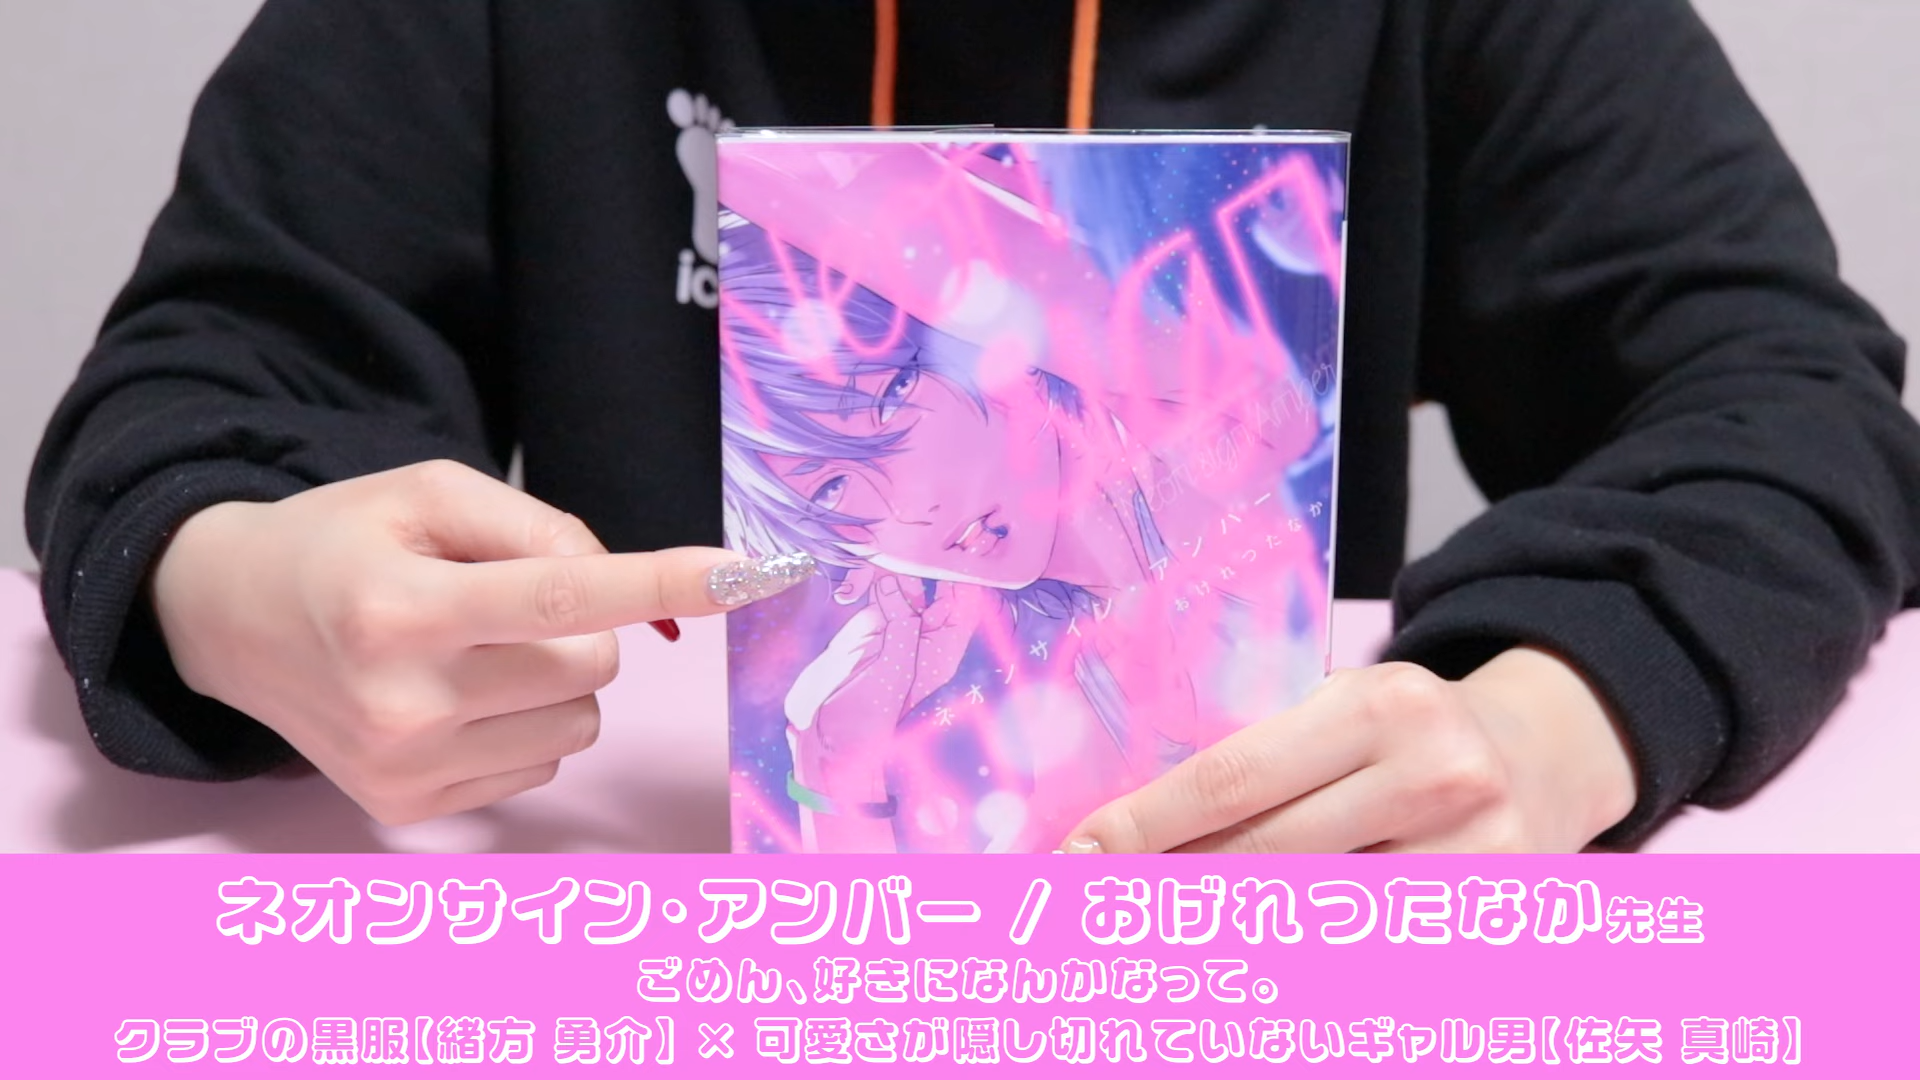 ic
Neon sign Amber
ネオンサイン・アンバー
おげれつたなか
ネオンサイン・アンバー / おげれつたなか先生
ごめん、好きになんかなって。
クラブの黒服【緒方 勇介】 × 可愛さが隠し切れていないギャル男【佐矢 真崎】